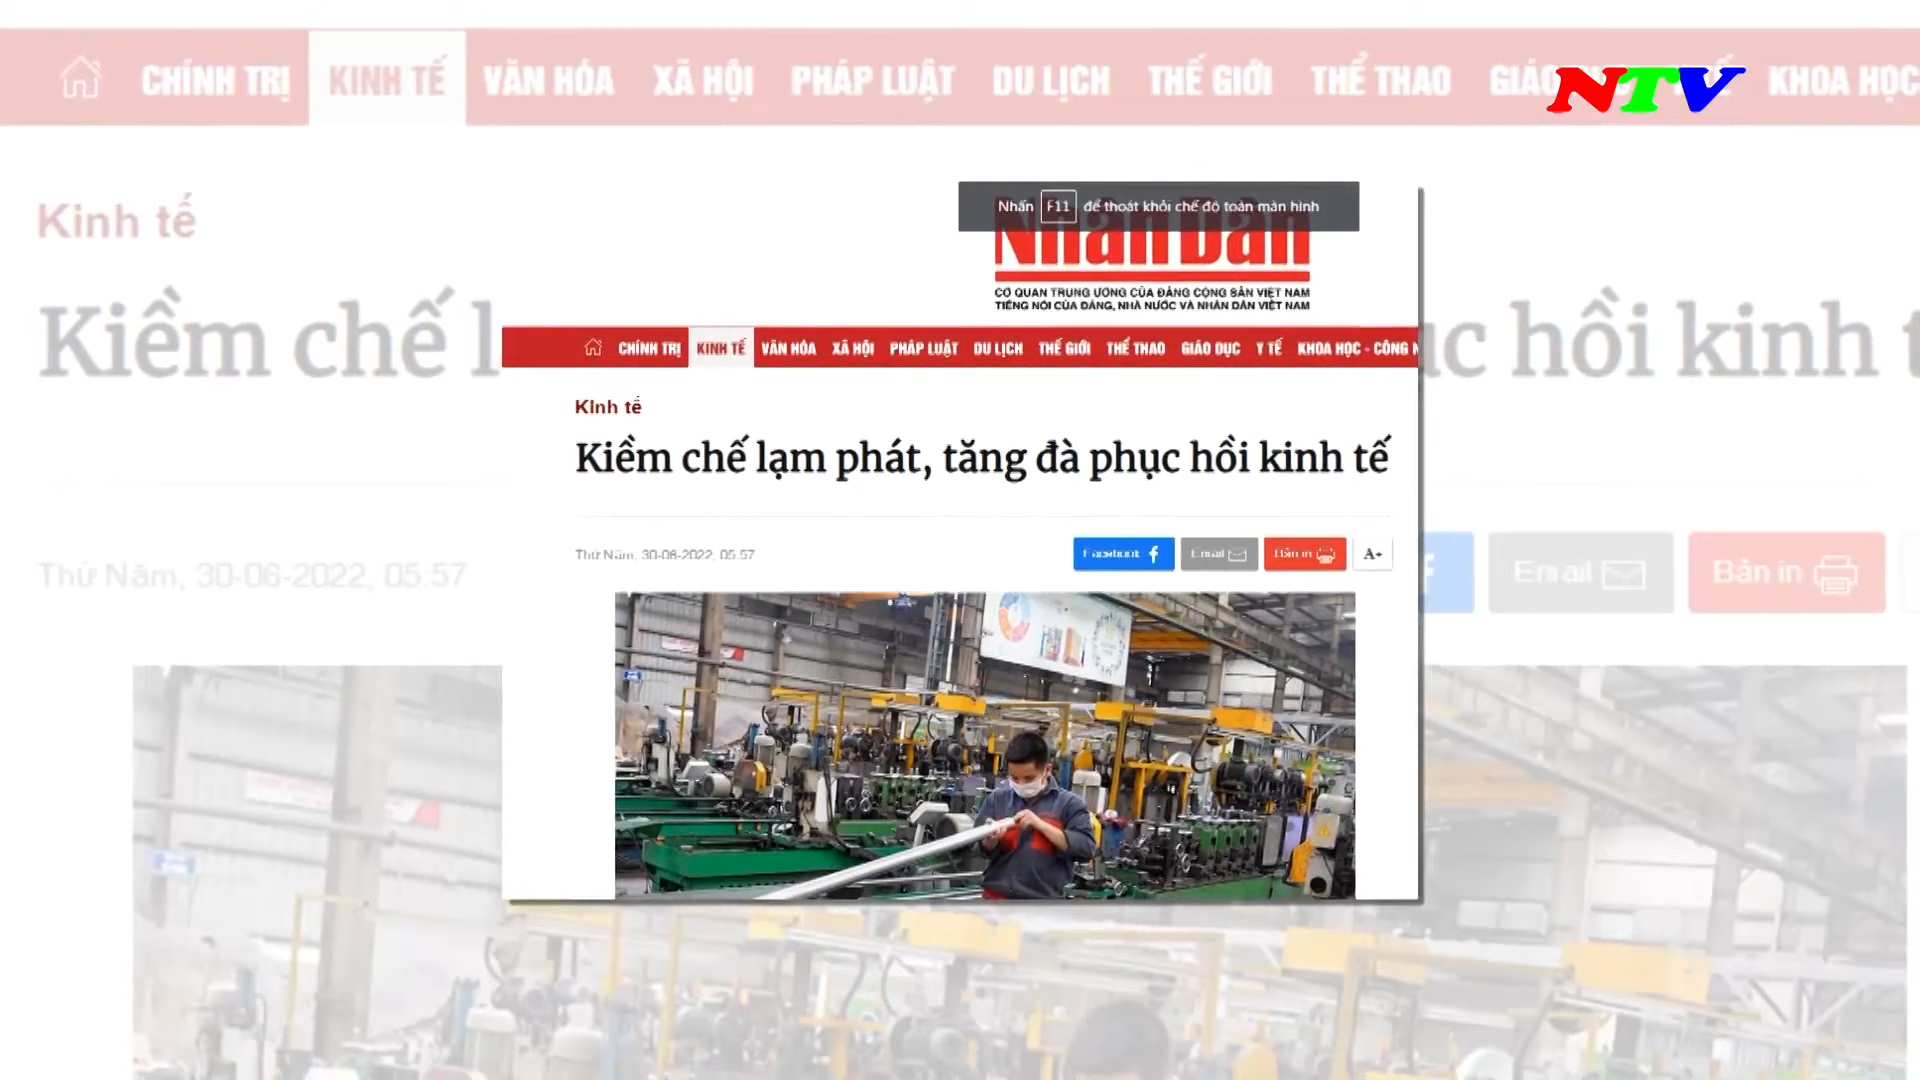 CHÍNH TRỊ KINH TẾ VĂN HÓA XÃ HỘI PHÁP LUẬT DU LỊCH THẾ GIỚI THỂ THAO KHOA HỌC
NTV
Kinh tế
Kiềm chế l
ục hồi kinh t
Thứ Năm, 30-06-2022, 05:57
Email
Bản in
Nhấn F11 để thoát khỏi chế độ toàn màn hình
Nhân Dân
CƠ QUAN TRUNG ƯƠNG CỦA ĐẢNG CỘNG SẢN VIỆT NAM
TIẾNG NÓI CỦA ĐẢNG, NHÀ NƯỚC VÀ NHÂN DÂN VIỆT NAM
CHÍNH TRỊ KINH TẾ VĂN HÓA XÃ HỘI PHÁP LUẬT DU LỊCH THẾ GIỚI THỂ THAO GIÁO DỤC Y TẾ KHOA HỌC - CÔNG N
Kinh tế
Kiềm chế lạm phát, tăng đà phục hồi kinh tế
Thứ Năm, 30-06-2022, 05:57
Facebook
Email
Bản in
A+